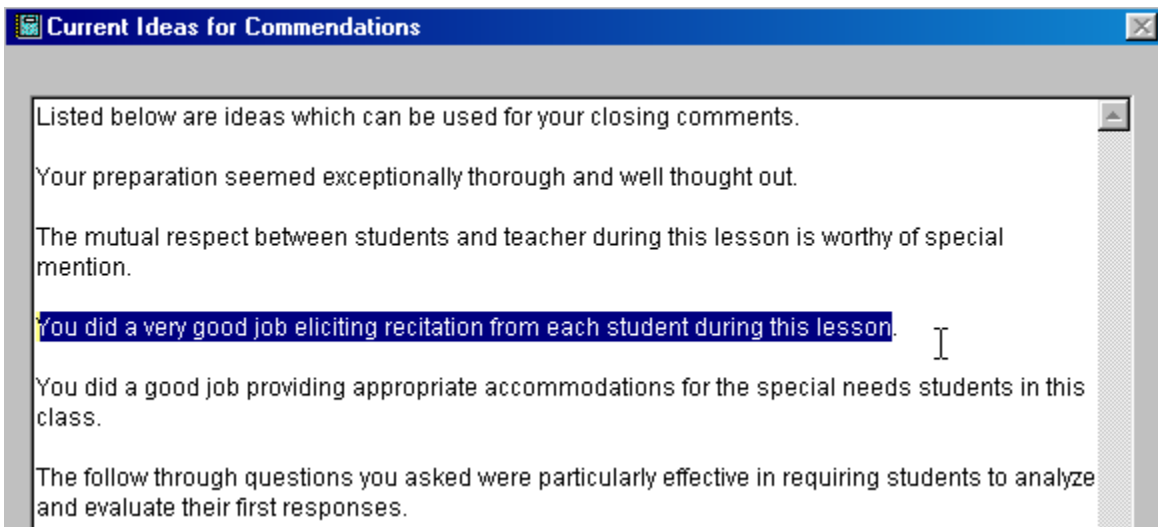 Current Ideas for Commendations
Listed below are ideas which can be used for your closing comments.
Your preparation seemed exceptionally thorough and well thought out.
The mutual respect between students and teacher during this lesson is worthy of special
mention.
You did a very good job eliciting recitation from each student during this lesson.
You did a good job providing appropriate accommodations for the special needs students in this
class.
The follow through questions you asked were particularly effective in requiring students to analyze
and evaluate their first responses.